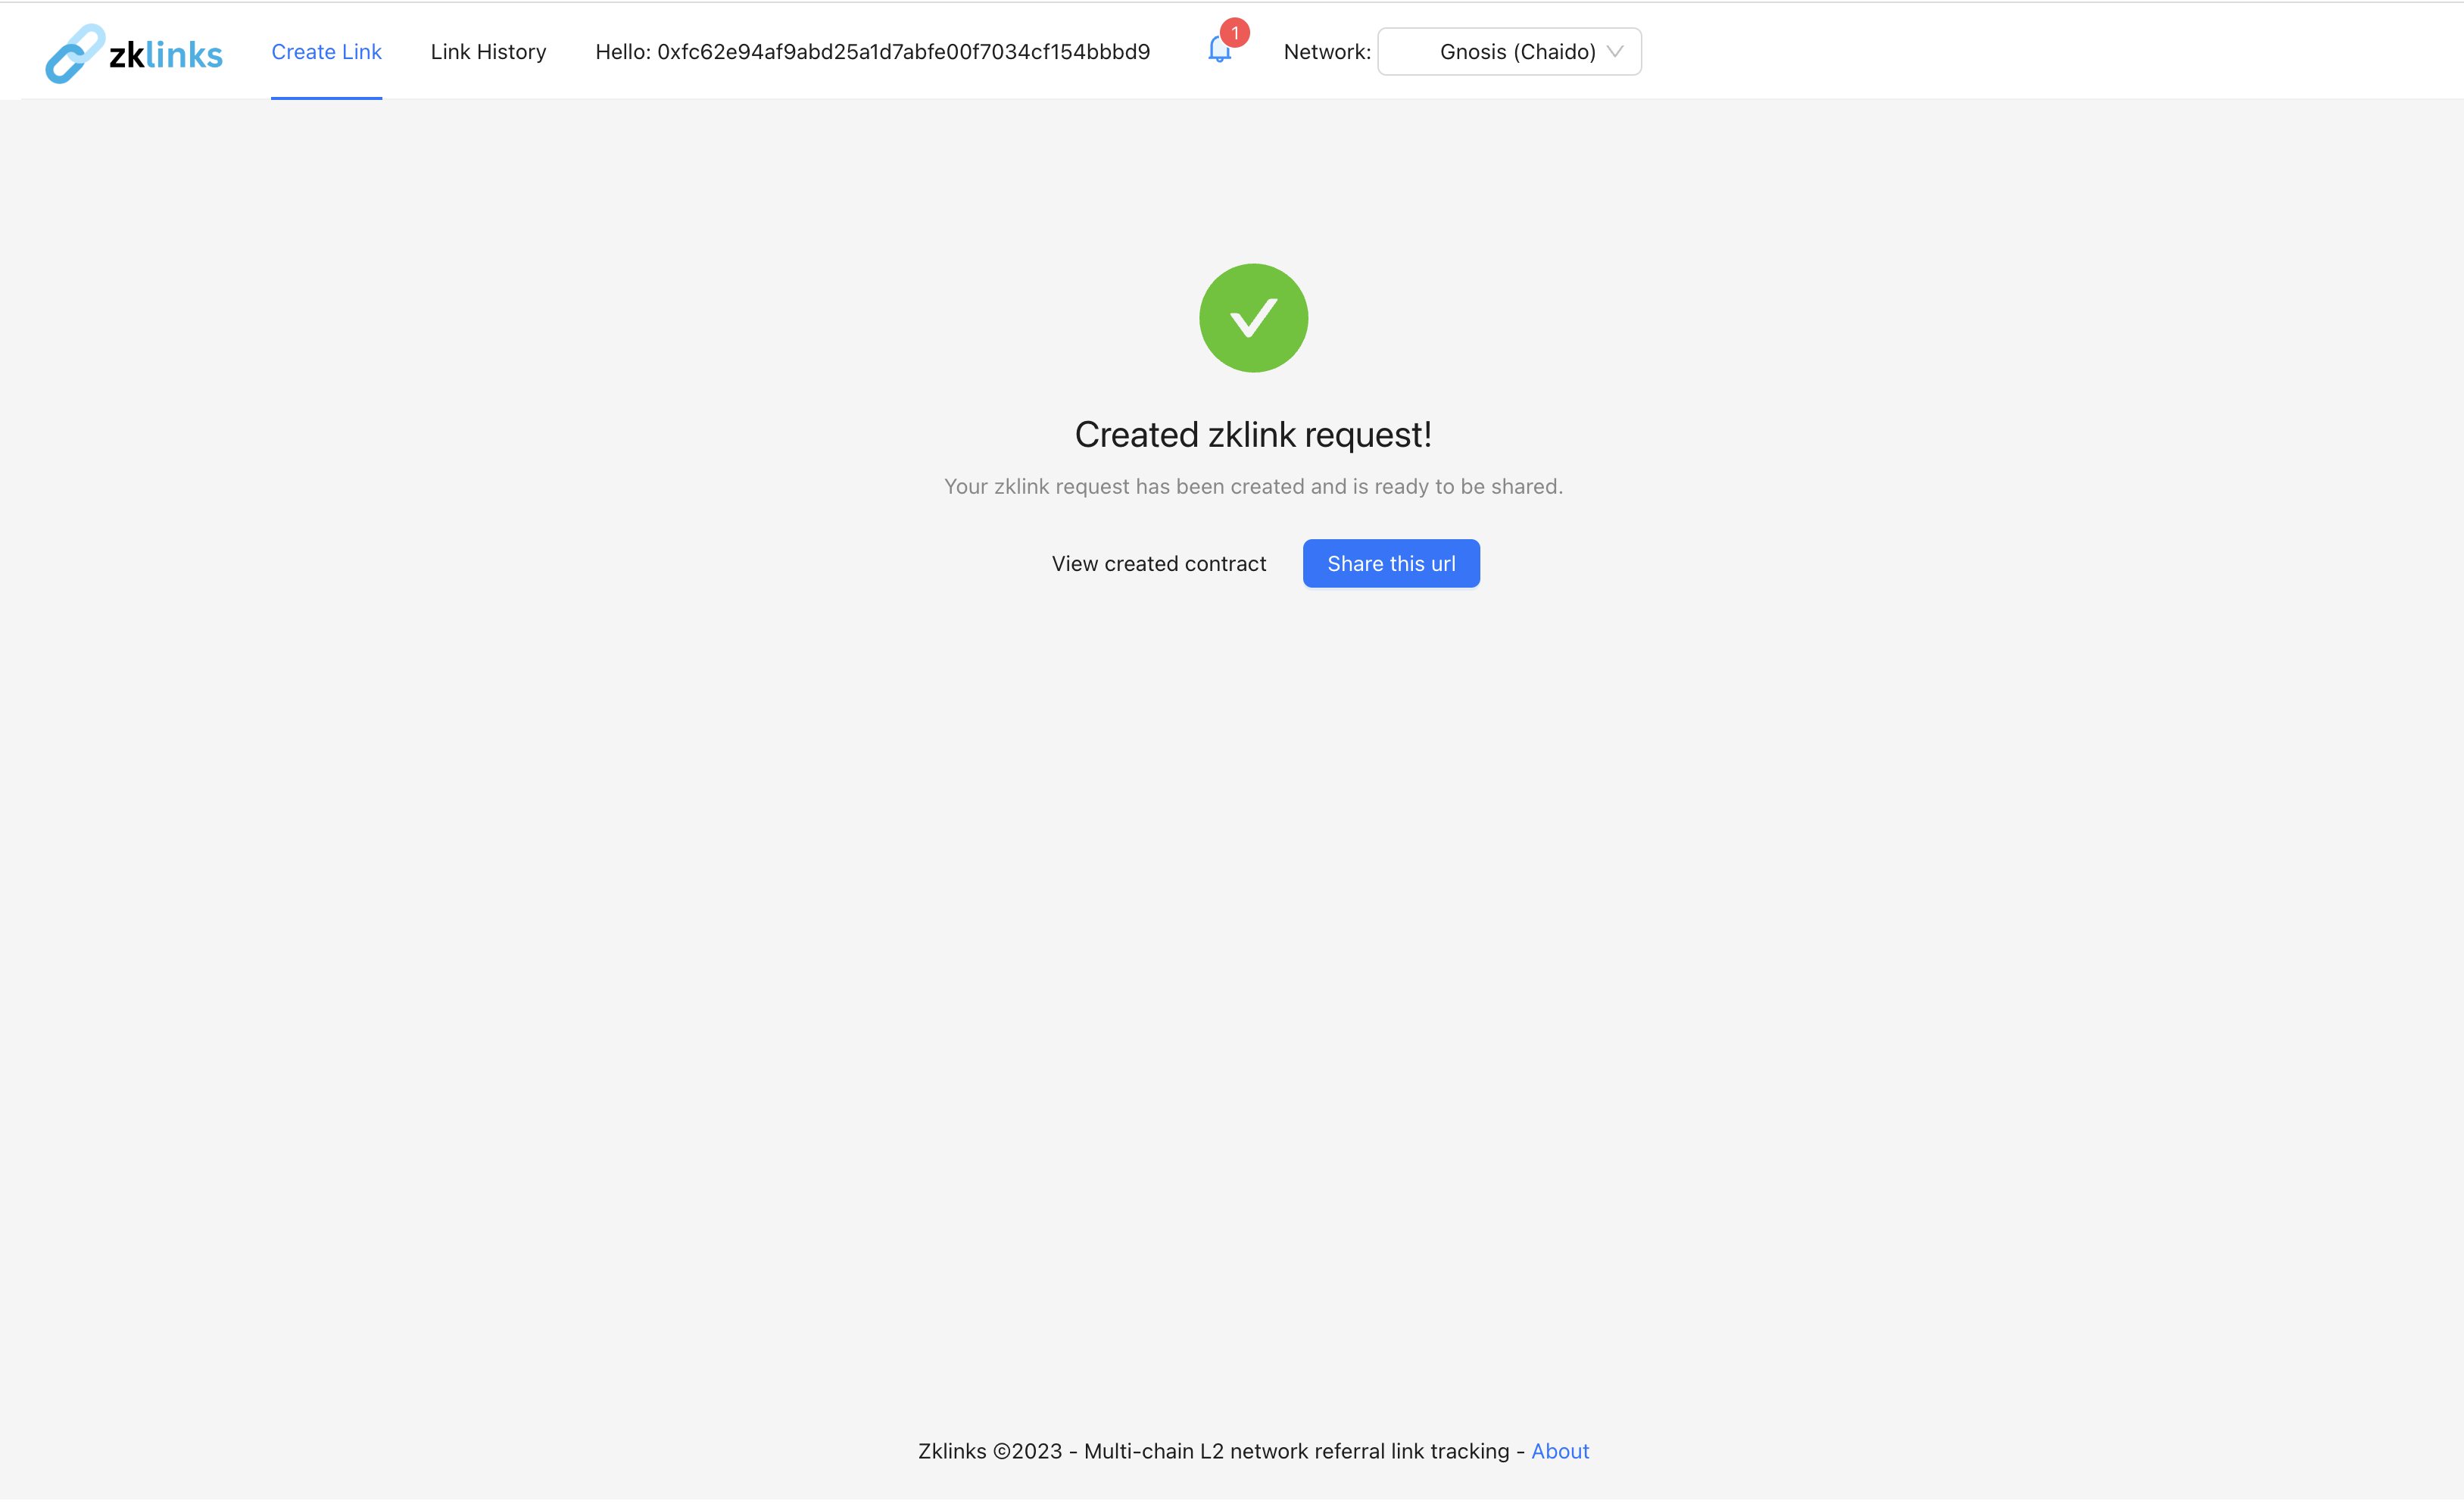 zklinks Create Link Link History Hello: 0xfc62e94af9abd25a1d7abfe00f7034cf154bbbd9 1 Network: Gnosis (Chaido)
Created zklink request!
Your zklink request has been created and is ready to be shared.
View created contract Share this url
Zklinks ©2023 - Multi-chain L2 network referral link tracking - About